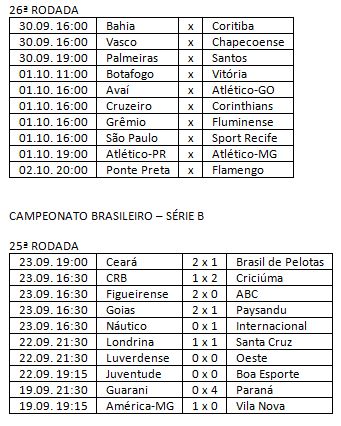 26ª RODADA
30.09. 16:00 Bahia x Coritiba
30.09. 16:00 Vasco x Chapecoense
30.09. 19:00 Palmeiras x Santos
01.10. 11:00 Botafogo x Vitória
01.10. 16:00 Avaí x Atlético-GO
01.10. 16:00 Cruzeiro x Corinthians
01.10. 16:00 Grêmio x Fluminense
01.10. 16:00 São Paulo x Sport Recife
01.10. 19:00 Atlético-PR x Atlético-MG
02.10. 20:00 Ponte Preta x Flamengo
CAMPEONATO BRASILEIRO – SÉRIE B
25ª RODADA
23.09. 19:00 Ceará 2 x 1 Brasil de Pelotas
23.09. 16:30 CRB 1 x 2 Criciúma
23.09. 16:30 Figueirense 2 x 0 ABC
23.09. 16:30 Goias 2 x 1 Paysandu
23.09. 16:30 Náutico 0 x 1 Internacional
22.09. 21:30 Londrina 1 x 1 Santa Cruz
22.09. 21:30 Luverdense 0 x 0 Oeste
22.09. 19:15 Juventude 0 x 0 Boa Esporte
19.09. 21:30 Guarani 0 x 4 Paraná
19.09. 19:15 América-MG 1 x 0 Vila Nova